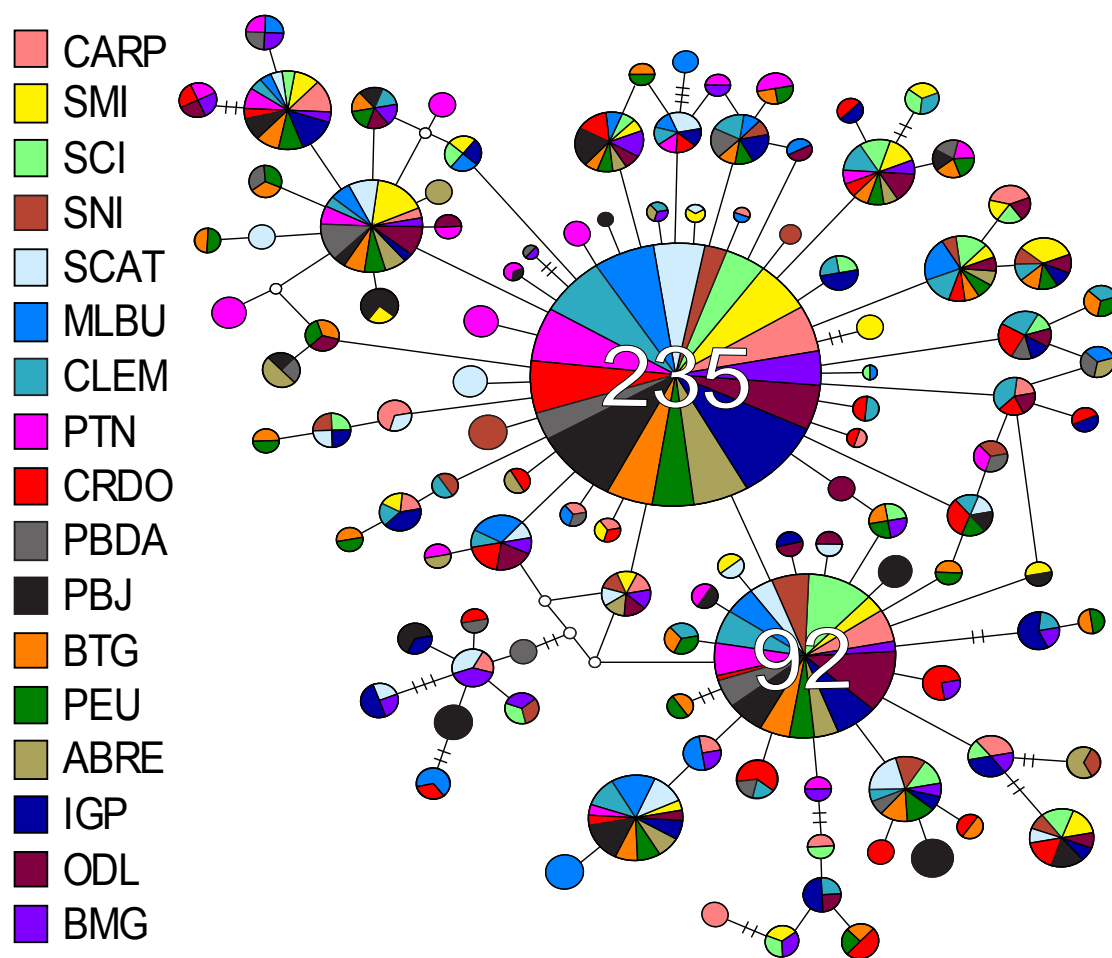 CARP
SMI
SCI
SNI
SCAT
MLBU
CLEM
PTN
CRDO
PBDA
PBJ
BTG
PEU
ABRE
IGP
ODL
BMG
235
92